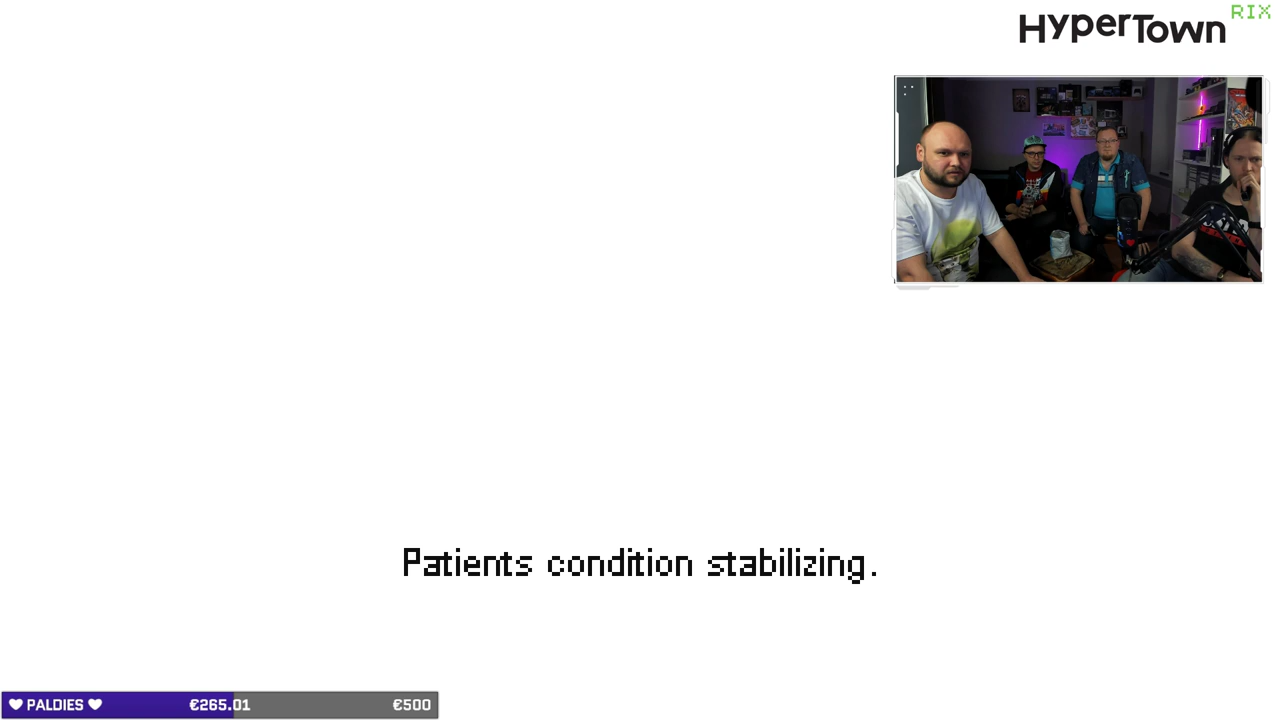 RIX
HyperTown
Patients condition stabilizing.
PALDIES €265.01 €500